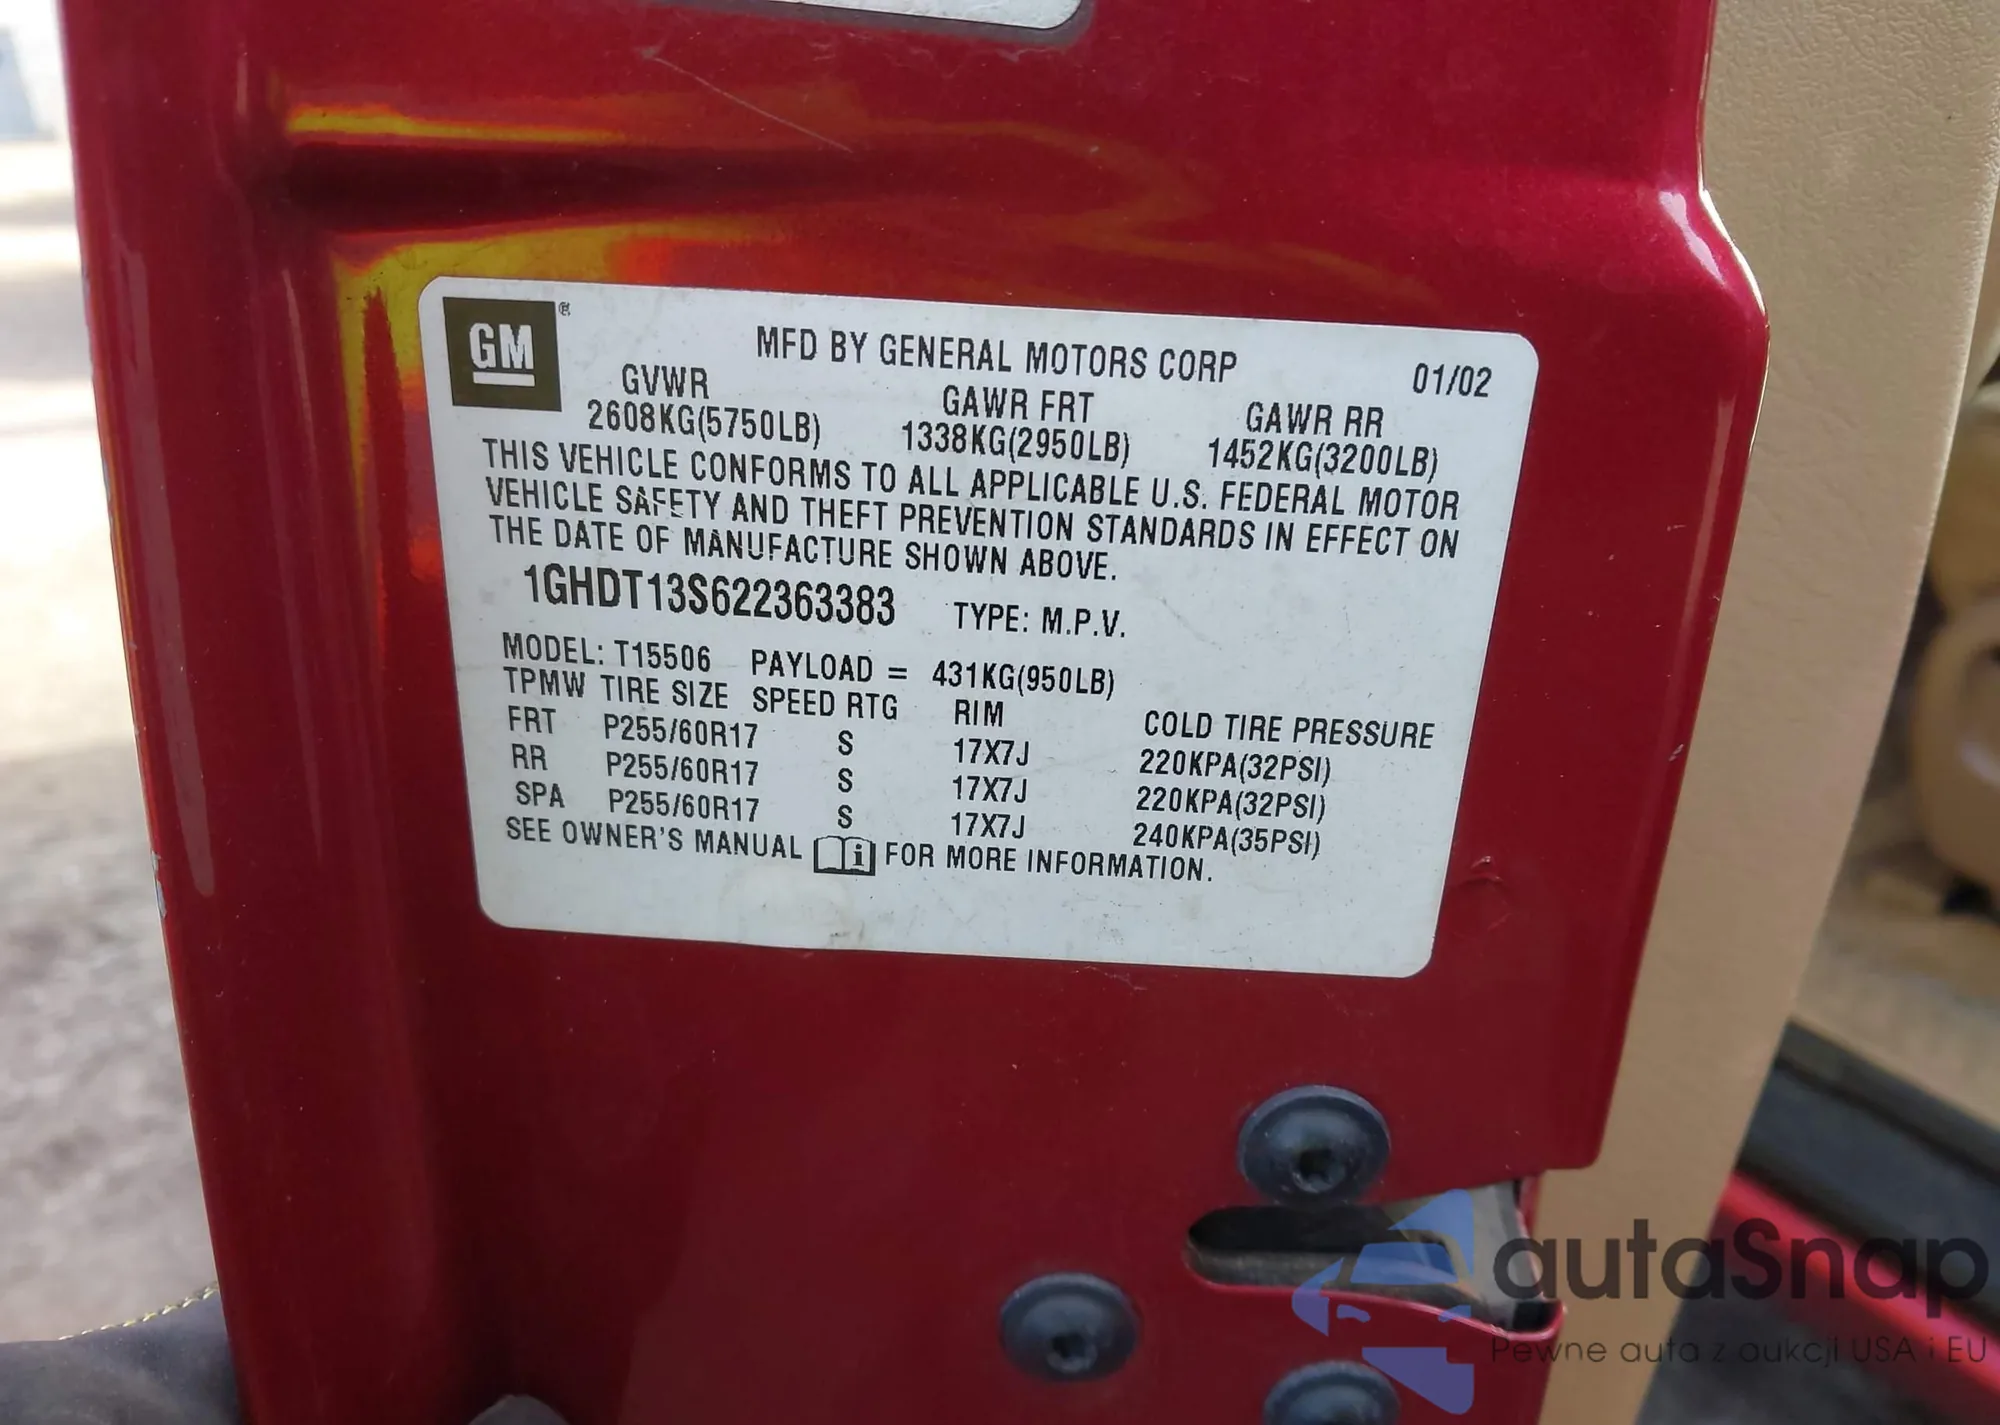 GM
MFD BY GENERAL MOTORS CORP 01/02
GVWR GAWR FRT GAWR RR
2608KG(5750LB) 1338KG(2950LB) 1452KG(3200LB)
THIS VEHICLE CONFORMS TO ALL APPLICABLE U.S. FEDERAL MOTOR
VEHICLE SAFETY AND THEFT PREVENTION STANDARDS IN EFFECT ON
THE DATE OF MANUFACTURE SHOWN ABOVE.
1GHDT13S622363383 TYPE: M.P.V.
MODEL: T15506 PAYLOAD = 431KG(950LB)
TPMW TIRE SIZE SPEED RTG RIM COLD TIRE PRESSURE
FRT P255/60R17 S 17X7J 220KPA(32PSI)
RR P255/60R17 S 17X7J 220KPA(32PSI)
SPA P255/60R17 S 17X7J 240KPA(35PSI)
SEE OWNER'S MANUAL i FOR MORE INFORMATION.
autaSnap
Pewne auta z aukcji USA i EU